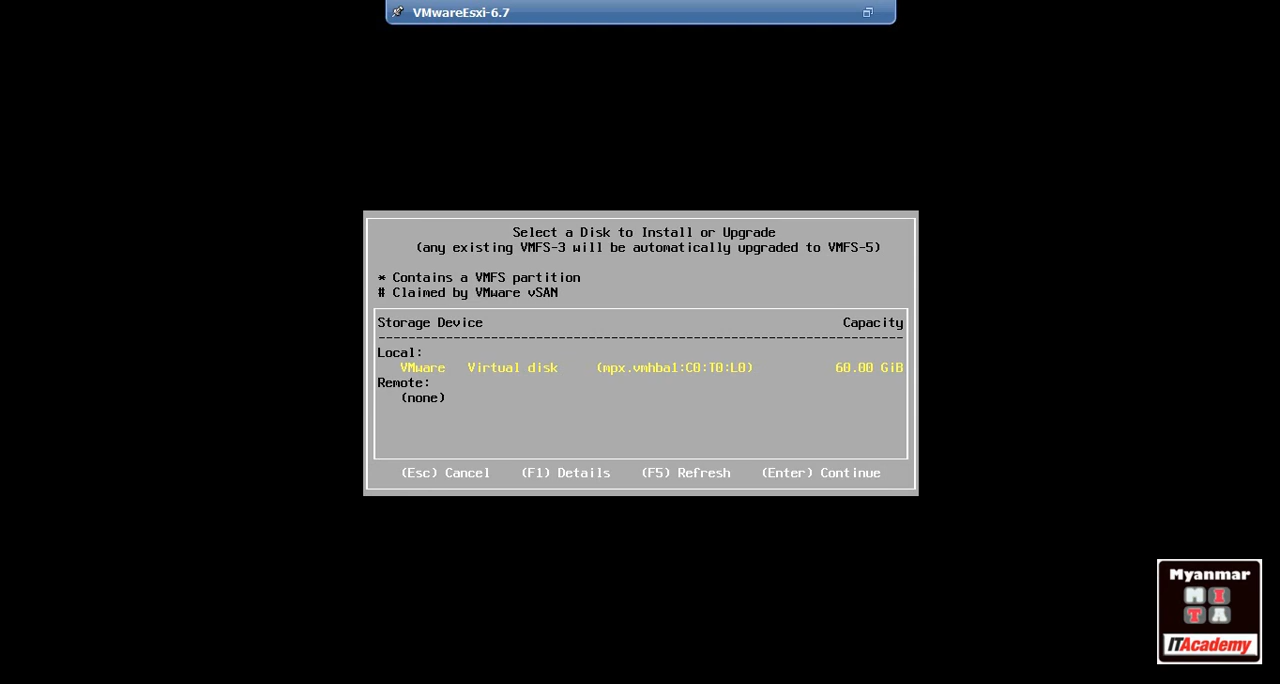 VMwareEsxi-6.7
Select a Disk to Install or Upgrade
(any existing VMFS-3 will be automatically upgraded to VMFS-5)
* Contains a VMFS partition
# Claimed by VMware vSAN
Storage Device Capacity
--------------------------------------------------------------------
Local:
VMware Virtual disk (mpx.vmhba1:C0:T0:L0) 60.00 GiB
Remote:
(none)
(Esc) Cancel (F1) Details (F5) Refresh (Enter) Continue
Myanmar
M I
T A
ITAcademy